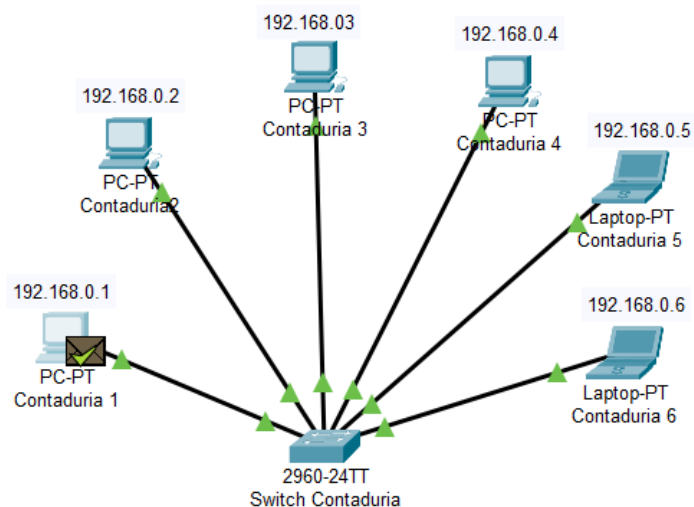 192.168.0.1
PC-PT
Contaduria 1
192.168.0.2
PC-PT
Contaduria2
192.168.03
PC-PT
Contaduria 3
192.168.0.4
PC-PT
Contaduria 4
192.168.0.5
Laptop-PT
Contaduria 5
192.168.0.6
Laptop-PT
Contaduria 6
2960-24TT
Switch Contaduria